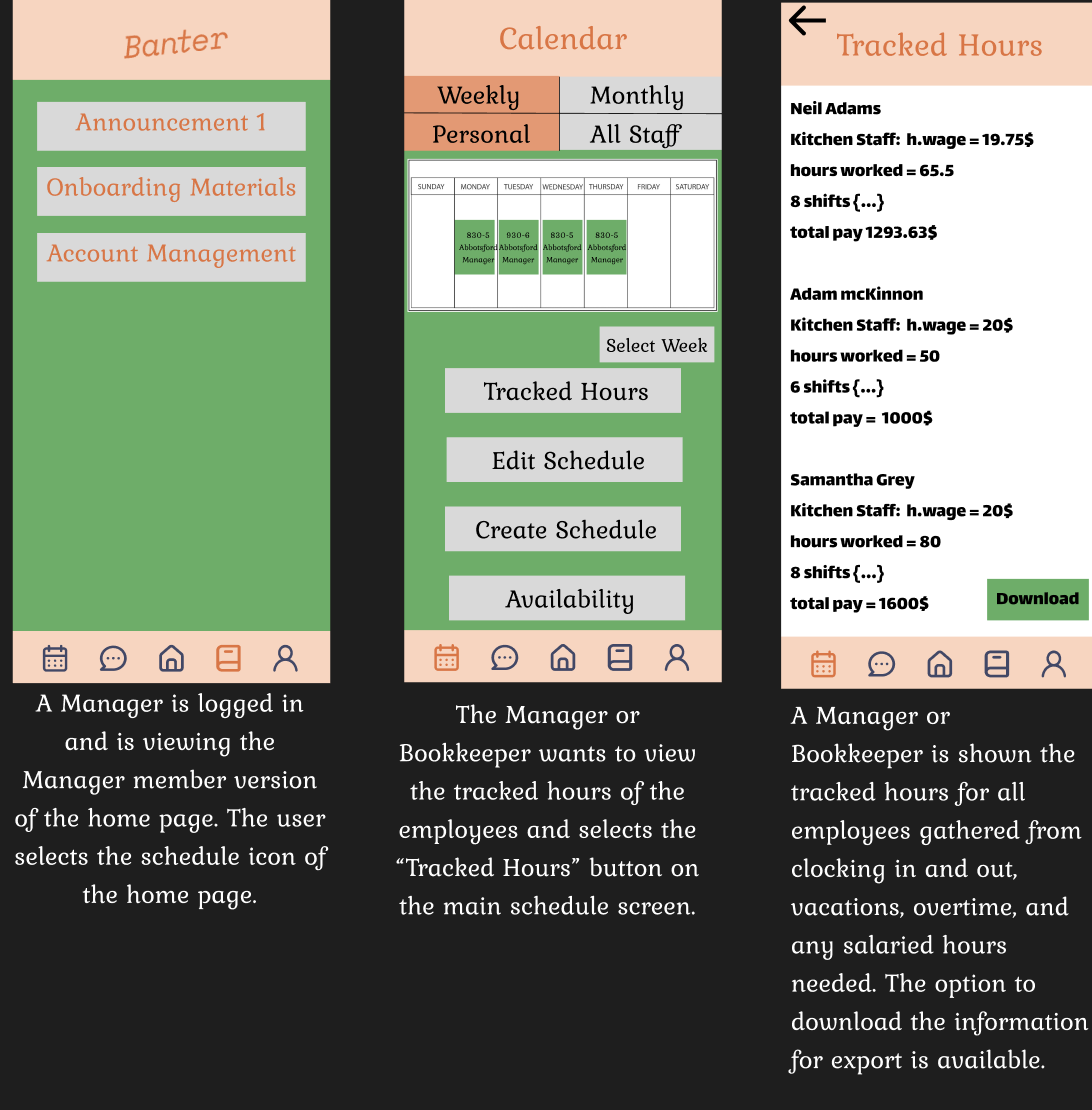 Banter
Announcement 1
Onboarding Materials
Account Management
A Manager is logged in
and is viewing the
Manager member version
of the home page. The user
selects the schedule icon of
the home page.
Calendar
Weekly Monthly
Personal All Staff
SUNDAY MONDAY TUESDAY WEDNESDAY THURSDAY FRIDAY SATURDAY
830-5 930-6 830-5 830-5
Abbotsford Abbotsford Abbotsford Abbotsford
Manager Manager Manager Manager
Select Week
Tracked Hours
Edit Schedule
Create Schedule
Availability
The Manager or
Bookkeeper wants to view
the tracked hours of the
employees and selects the
“Tracked Hours” button on
the main schedule screen.
Tracked Hours
Neil Adams
Kitchen Staff: h.wage = 19.75$
hours worked = 65.5
8 shifts {...}
total pay 1293.63$
Adam mcKinnon
Kitchen Staff: h.wage = 20$
hours worked = 50
6 shifts {...}
total pay = 1000$
Samantha Grey
Kitchen Staff: h.wage = 20$
hours worked = 80
8 shifts {...}
total pay = 1600$
Download
A Manager or
Bookkeeper is shown the
tracked hours for all
employees gathered from
clocking in and out,
vacations, overtime, and
any salaried hours
needed. The option to
download the information
for export is available.